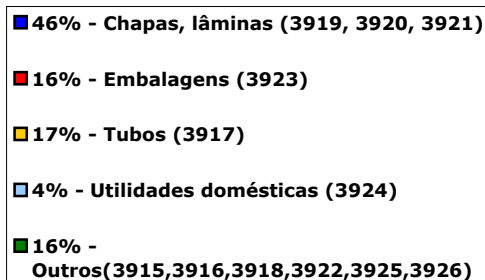 46% - Chapas, lâminas (3919, 3920, 3921)
16% - Embalagens (3923)
17% - Tubos (3917)
4% - Utilidades domésticas (3924)
16% -
Outros(3915,3916,3918,3922,3925,3926)